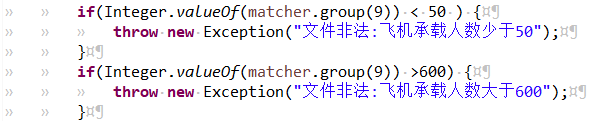 if(Integer.valueOf(matcher.group(9)) < 50 ) {
throw new Exception("文件非法:飞机承载人数少于50");
}
if(Integer.valueOf(matcher.group(9)) >600) {
throw new Exception("文件非法:飞机承载人数大于600");
}